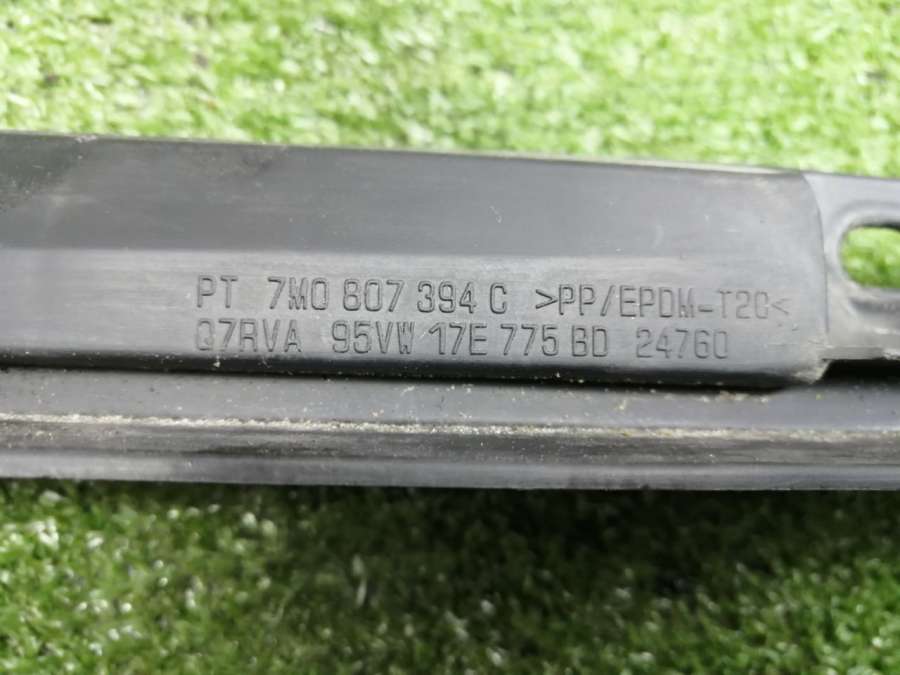 PT 7M0 807 394 C >PP/EPDM-T20<
Q7RVA 95VW 17E 775 BD 24760